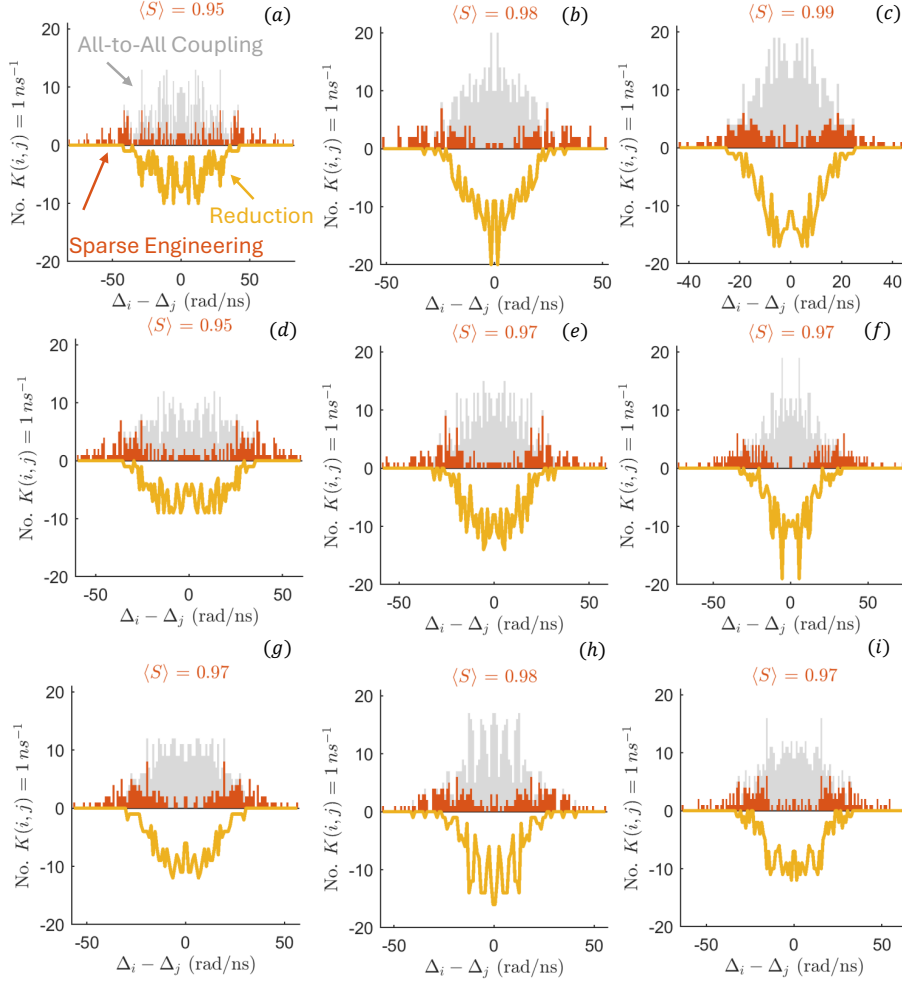 ⟨S⟩ = 0.95
(a)
All-to-All Coupling
Reduction
Sparse Engineering
No. K(i, j) = 1 ns⁻¹
20
10
0
-10
-20
-50
0
50
Δᵢ − Δⱼ (rad/ns)
⟨S⟩ = 0.98
(b)
No. K(i, j) = 1 ns⁻¹
20
10
0
-10
-20
-50
0
50
Δᵢ − Δⱼ (rad/ns)
⟨S⟩ = 0.99
(c)
No. K(i, j) = 1 ns⁻¹
20
10
0
-10
-20
-40
-20
0
20
40
Δᵢ − Δⱼ (rad/ns)
⟨S⟩ = 0.95
(d)
No. K(i, j) = 1 ns⁻¹
20
10
0
-10
-20
-50
0
50
Δᵢ − Δⱼ (rad/ns)
⟨S⟩ = 0.97
(e)
No. K(i, j) = 1 ns⁻¹
20
10
0
-10
-20
-50
0
50
Δᵢ − Δⱼ (rad/ns)
⟨S⟩ = 0.97
(f)
No. K(i, j) = 1 ns⁻¹
20
10
0
-10
-20
-50
0
50
Δᵢ − Δⱼ (rad/ns)
⟨S⟩ = 0.97
(g)
No. K(i, j) = 1 ns⁻¹
20
10
0
-10
-20
-50
0
50
Δᵢ − Δⱼ (rad/ns)
⟨S⟩ = 0.98
(h)
No. K(i, j) = 1 ns⁻¹
20
10
0
-10
-20
-50
0
50
Δᵢ − Δⱼ (rad/ns)
⟨S⟩ = 0.97
(i)
No. K(i, j) = 1 ns⁻¹
20
10
0
-10
-20
-50
0
50
Δᵢ − Δⱼ (rad/ns)